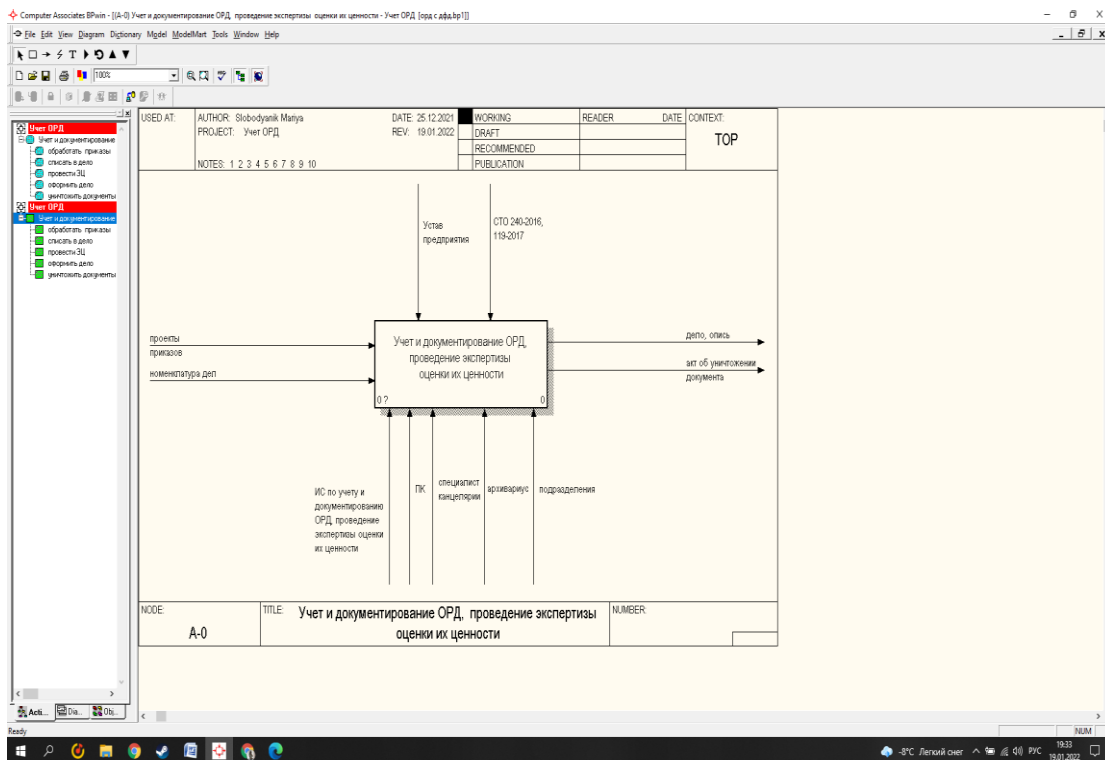 Computer Associates BPwin - [(A-0) Учет и документирование ОРД,  проведение экспертизы  оценки их ценности - Учет ОРД  [орд с дфд.bp1]]
File Edit View Diagram Dictionary Model ModelMart Tools Window Help
100%
Учет ОРД
Учет и документирование
обработать приказы
списать в дело
провести ЭЦ
оформить дело
уничтожить документы
Учет ОРД
Учет и документирование
обработать приказы
списать в дело
провести ЭЦ
оформить дело
уничтожить документы
Acti... Dia... Obj...
USED AT: AUTHOR: Slobodyanik Mariya DATE: 25.12.2021 WORKING READER DATE CONTEXT:
PROJECT: Учет ОРД REV: 19.01.2022 DRAFT
TOP
RECOMMENDED
NOTES: 1 2 3 4 5 6 7 8 9 10 PUBLICATION
Устав
предприятия
СТО 240-2016,
119-2017
проекты
приказов
номенклатура дел
Учет и документирование ОРД,
проведение экспертизы
оценки их ценности
0 ? 0
дело, опись
акт об уничтожении
документа
ИС по учету и
документированию
ОРД, проведение
экспертизы оценки
их ценности
ПК
специалист
канцелярии
архивариус
подразделения
NODE: TITLE: NUMBER:
A-0
Учет и документирование ОРД,  проведение экспертизы
оценки их ценности
Ready
NUM
-8°C Легкий снег РУС 19:33
19.01.2022